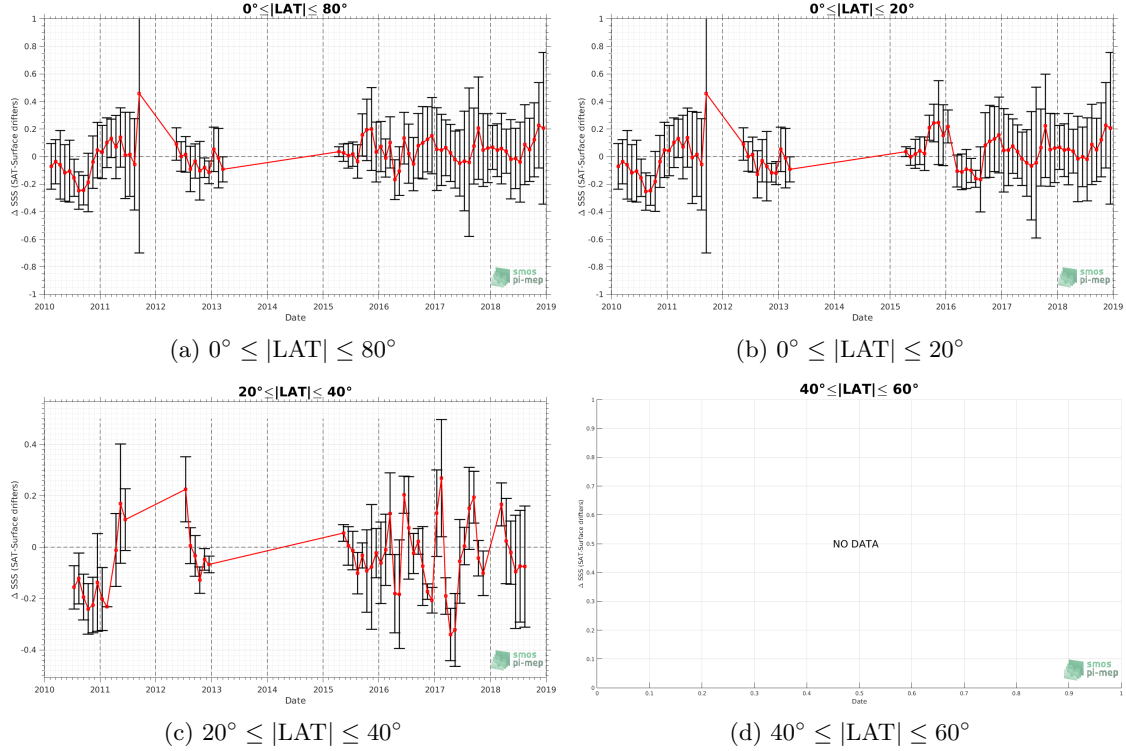 0°≤|LAT|≤ 80°
Δ SSS (SAT-Surface drifters)
1
0.8
0.6
0.4
0.2
0
-0.2
-0.4
-0.6
-0.8
-1
2010 2011 2012 2013 2014 2015 2016 2017 2018 2019
Date
smos
pi-mep
(a) 0° ≤ |LAT| ≤ 80°
0°≤|LAT|≤ 20°
Δ SSS (SAT-Surface drifters)
1
0.8
0.6
0.4
0.2
0
-0.2
-0.4
-0.6
-0.8
-1
2010 2011 2012 2013 2014 2015 2016 2017 2018 2019
Date
smos
pi-mep
(b) 0° ≤ |LAT| ≤ 20°
20°≤|LAT|≤ 40°
Δ SSS (SAT-Surface drifters)
0.4
0.2
0
-0.2
-0.4
2010 2011 2012 2013 2014 2015 2016 2017 2018 2019
Date
smos
pi-mep
(c) 20° ≤ |LAT| ≤ 40°
40°≤|LAT|≤ 60°
Δ SSS (SAT-Surface drifters)
1
0.9
0.8
0.7
0.6
0.5
0.4
0.3
0.2
0.1
0
NO DATA
0 0.1 0.2 0.3 0.4 0.5 0.6 0.7 0.8 0.9 1
Date
smos
pi-mep
(d) 40° ≤ |LAT| ≤ 60°